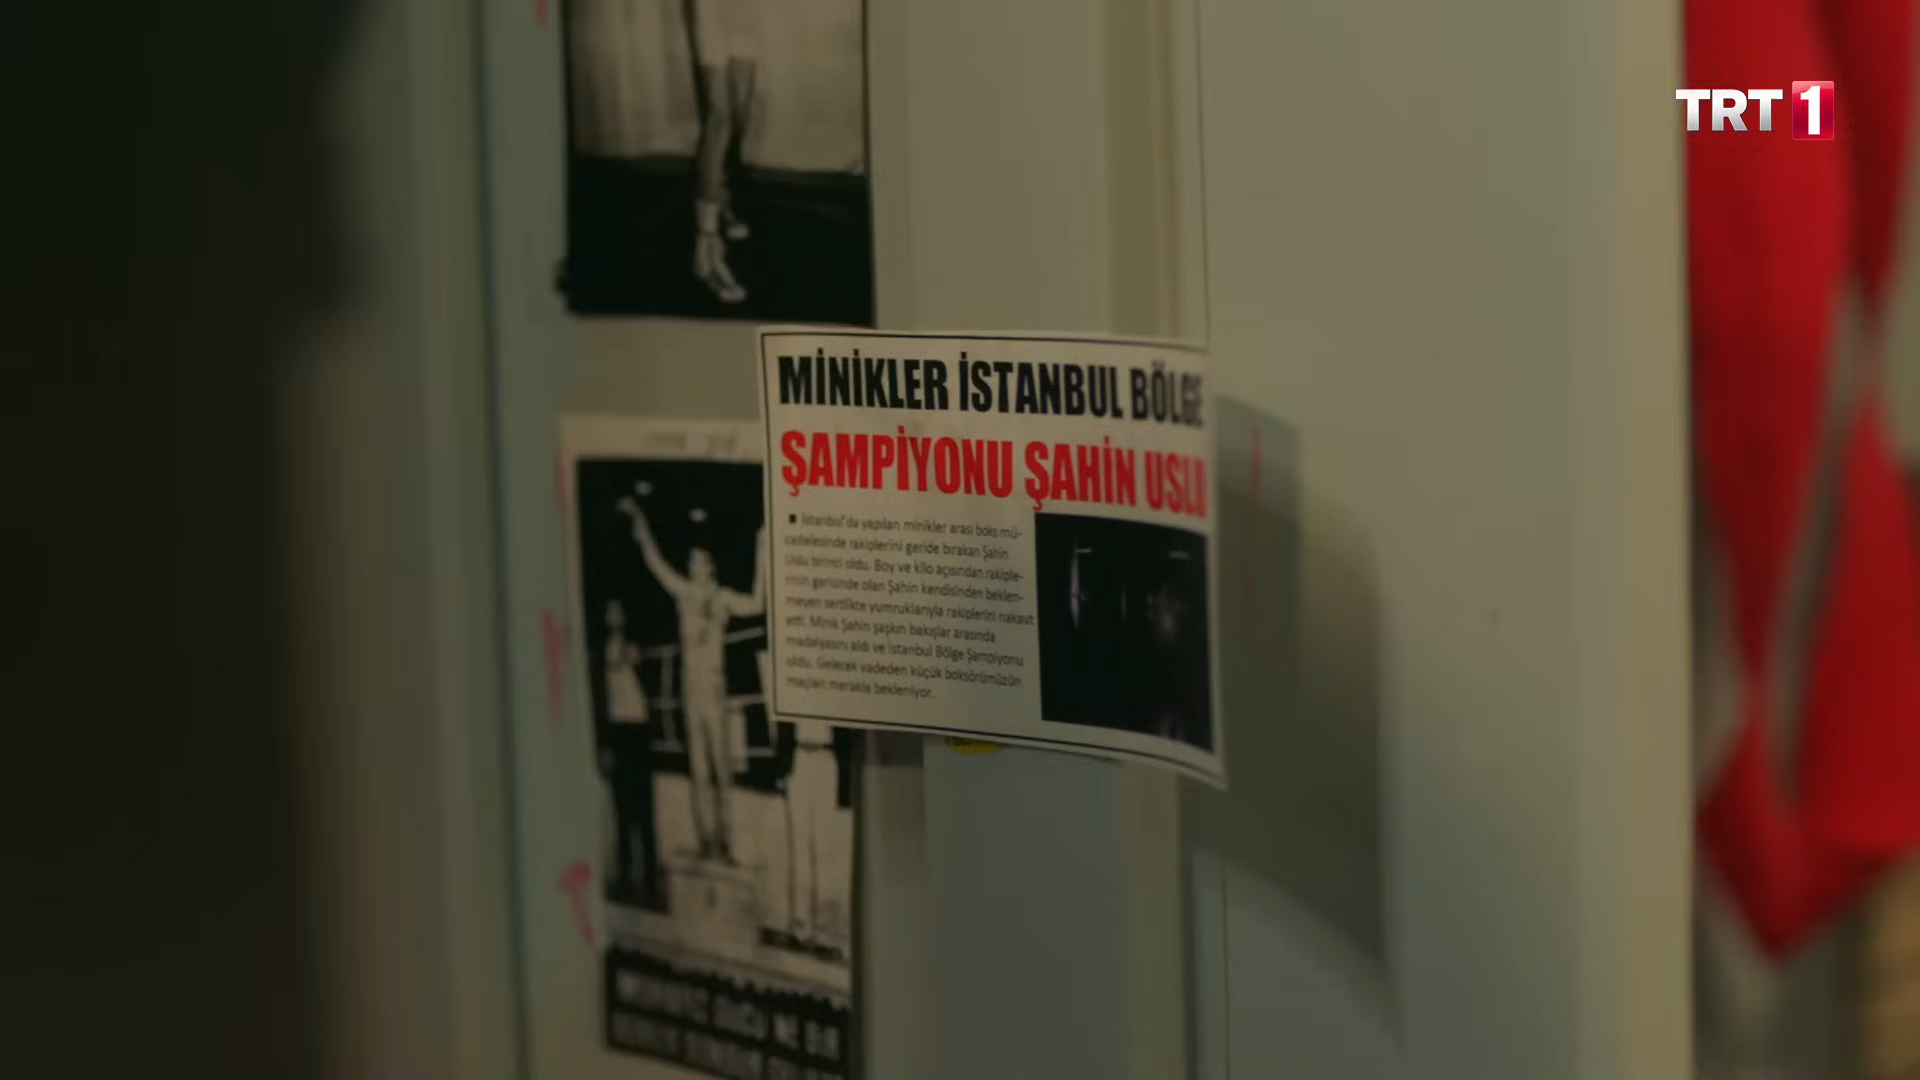 TRT 1
MİNİKLER İSTANBUL BÖLGE
ŞAMPİYONU ŞAHİN USLU
■ İstanbul'da yapılan minikler arası boks mü-
cadelesinde rakiplerini geride bırakan Şahin
Uslu birinci oldu. Boy ve kilo açısından rakiple-
rinin gerisinde olan Şahin kendisinden beklen-
meyen sertlikte yumruklarıyla rakiplerini nakavt
etti. Minik Şahin şaşkın bakışlar arasında
madalyasını aldı ve İstanbul Bölge Şampiyonu
oldu. Gelecek vadeden küçük boksörümüzün
maçları merakla bekleniyor.